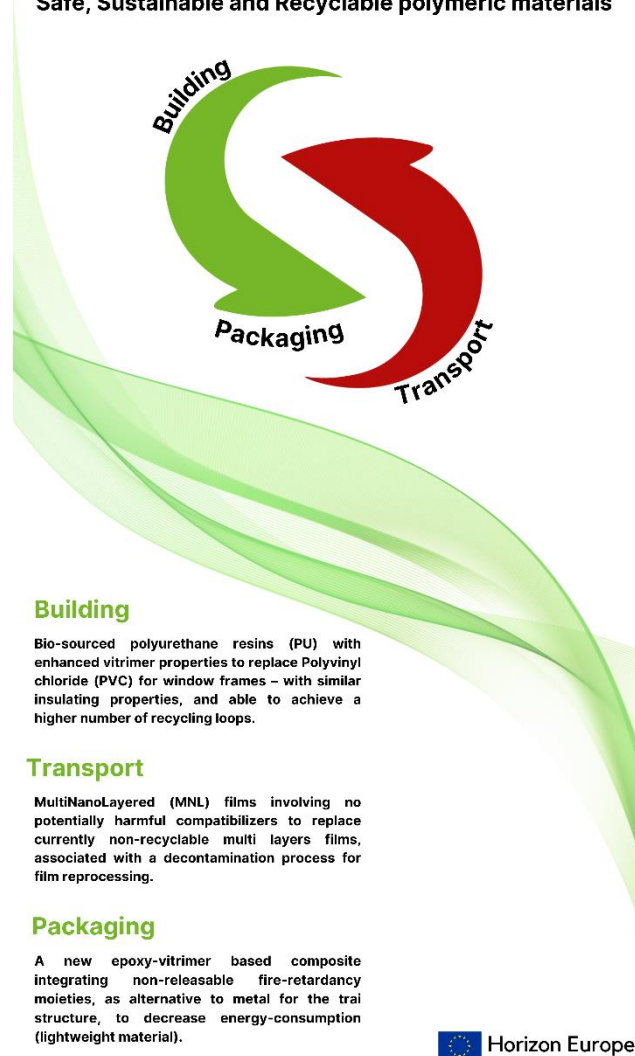 Safe, Sustainable and Recyclable polymeric materials
Building
Packaging
Transport
Building
Bio-sourced polyurethane resins (PU) with
enhanced vitrimer properties to replace Polyvinyl
chloride (PVC) for window frames – with similar
insulating properties, and able to achieve a
higher number of recycling loops.
Transport
MultiNanoLayered (MNL) films involving no
potentially harmful compatibilizers to replace
currently non-recyclable multi layers films,
associated with a decontamination process for
film reprocessing.
Packaging
A new epoxy-vitrimer based composite
integrating non-releasable fire-retardancy
moieties, as alternative to metal for the trai
structure, to decrease energy-consumption
(lightweight material).
Horizon Europe